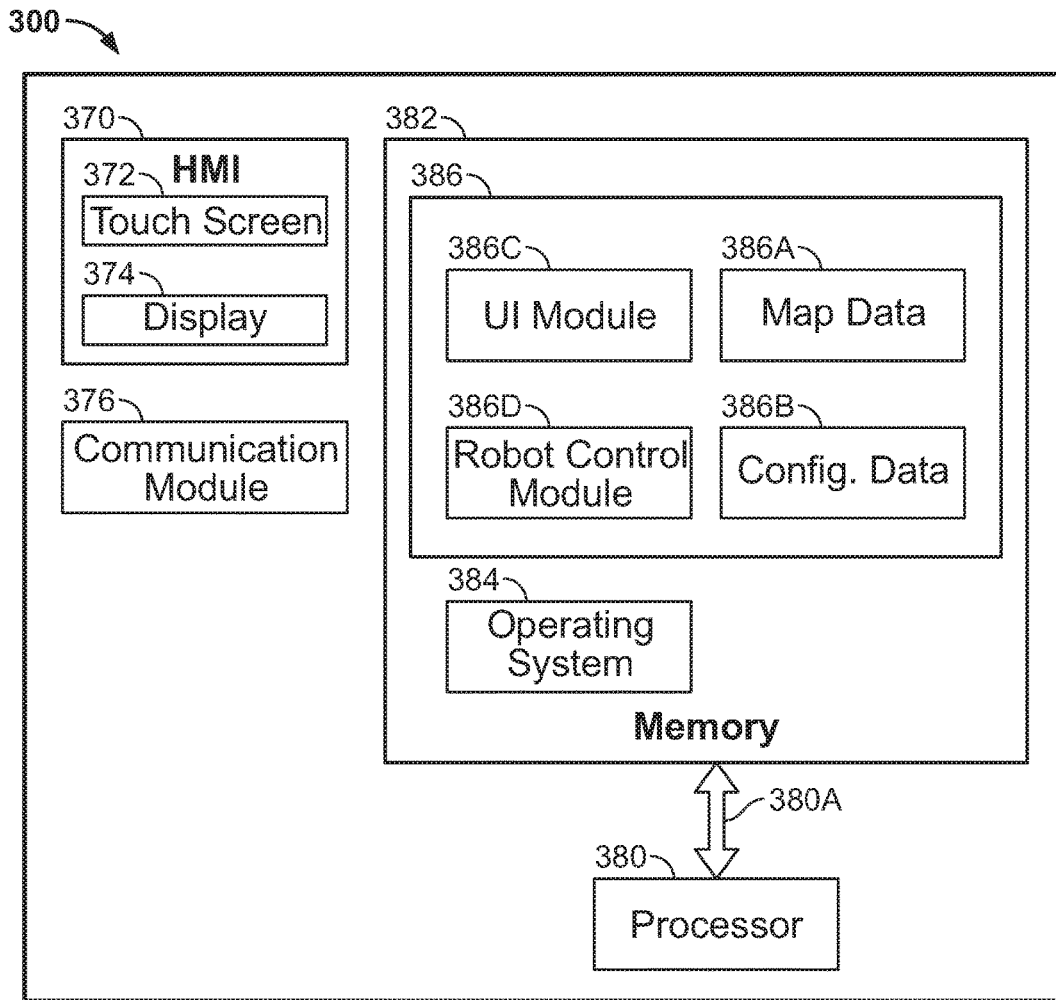 300
370
HMI
372
Touch Screen
374
Display
376
Communication
Module
382
386
386C
UI Module
386A
Map Data
386D
Robot Control
Module
386B
Config. Data
384
Operating
System
Memory
380A
380
Processor